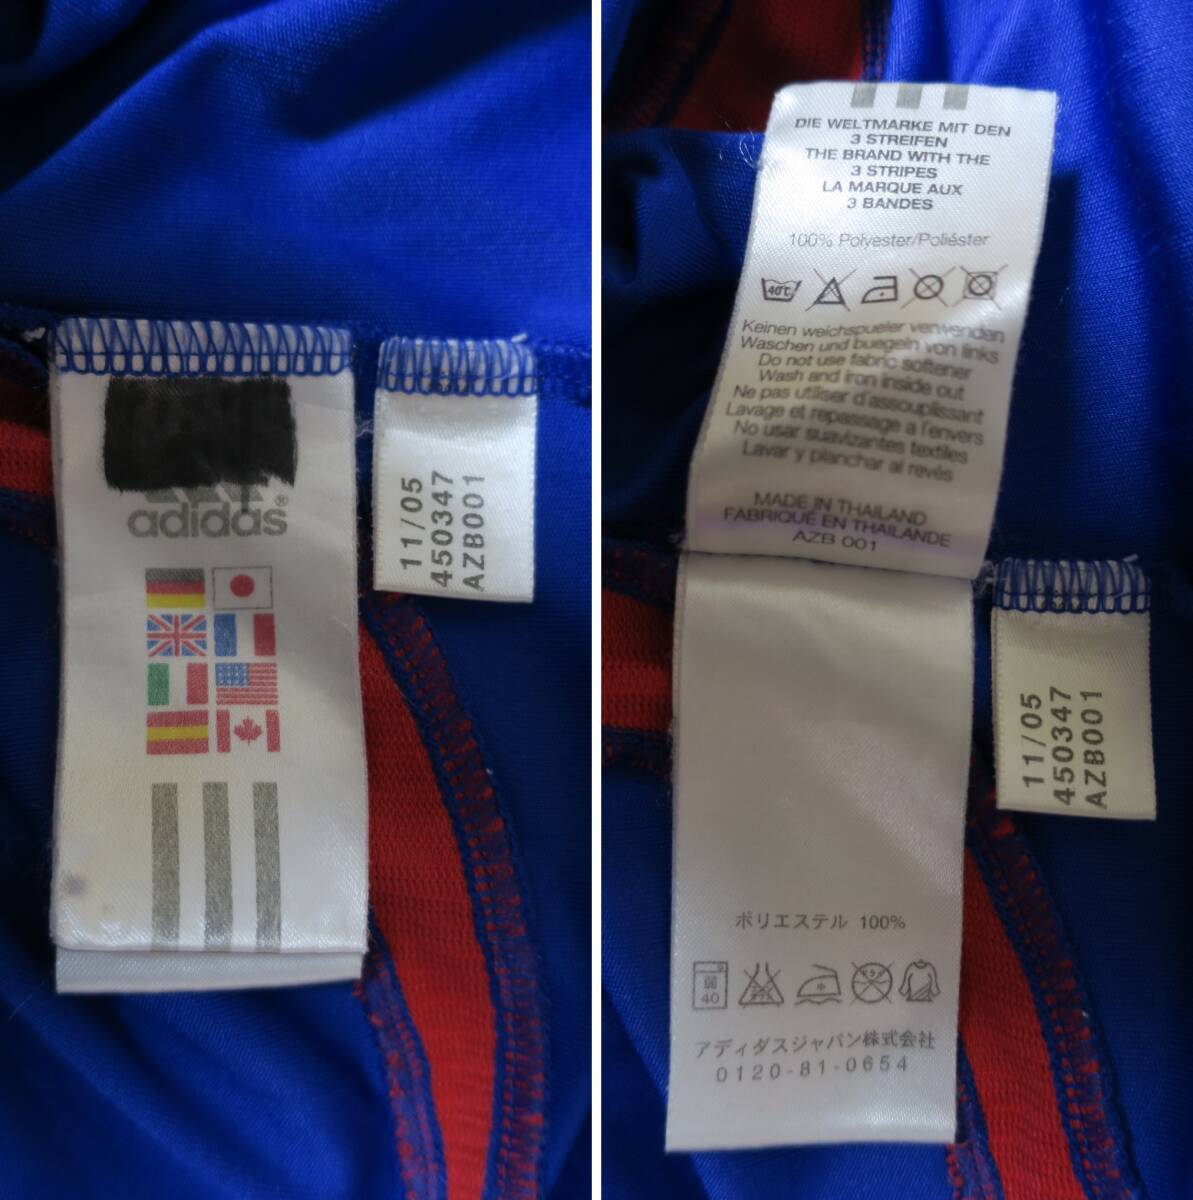 adidas®
11/05
450347
AZB001
DIE WELTMARKE MIT DEN
3 STREIFEN
THE BRAND WITH THE
3 STRIPES
LA MARQUE AUX
3 BANDES
100% Polyester/Poliéster
40°C
Keinen weichspueler verwenden
Waschen und buegeln von links
Do not use fabric softener
Wash and iron inside out
Ne pas utiliser d'assouplissant
Lavage et repassage a l'envers
No usar suavizantes textiles
Lavar y planchar al revés
MADE IN THAILAND
FABRIQUÉ EN THAILANDE
AZB 001
11/05
450347
AZB001
ポリエステル 100%
弱 40
アディダスジャパン株式会社
0120-81-0654